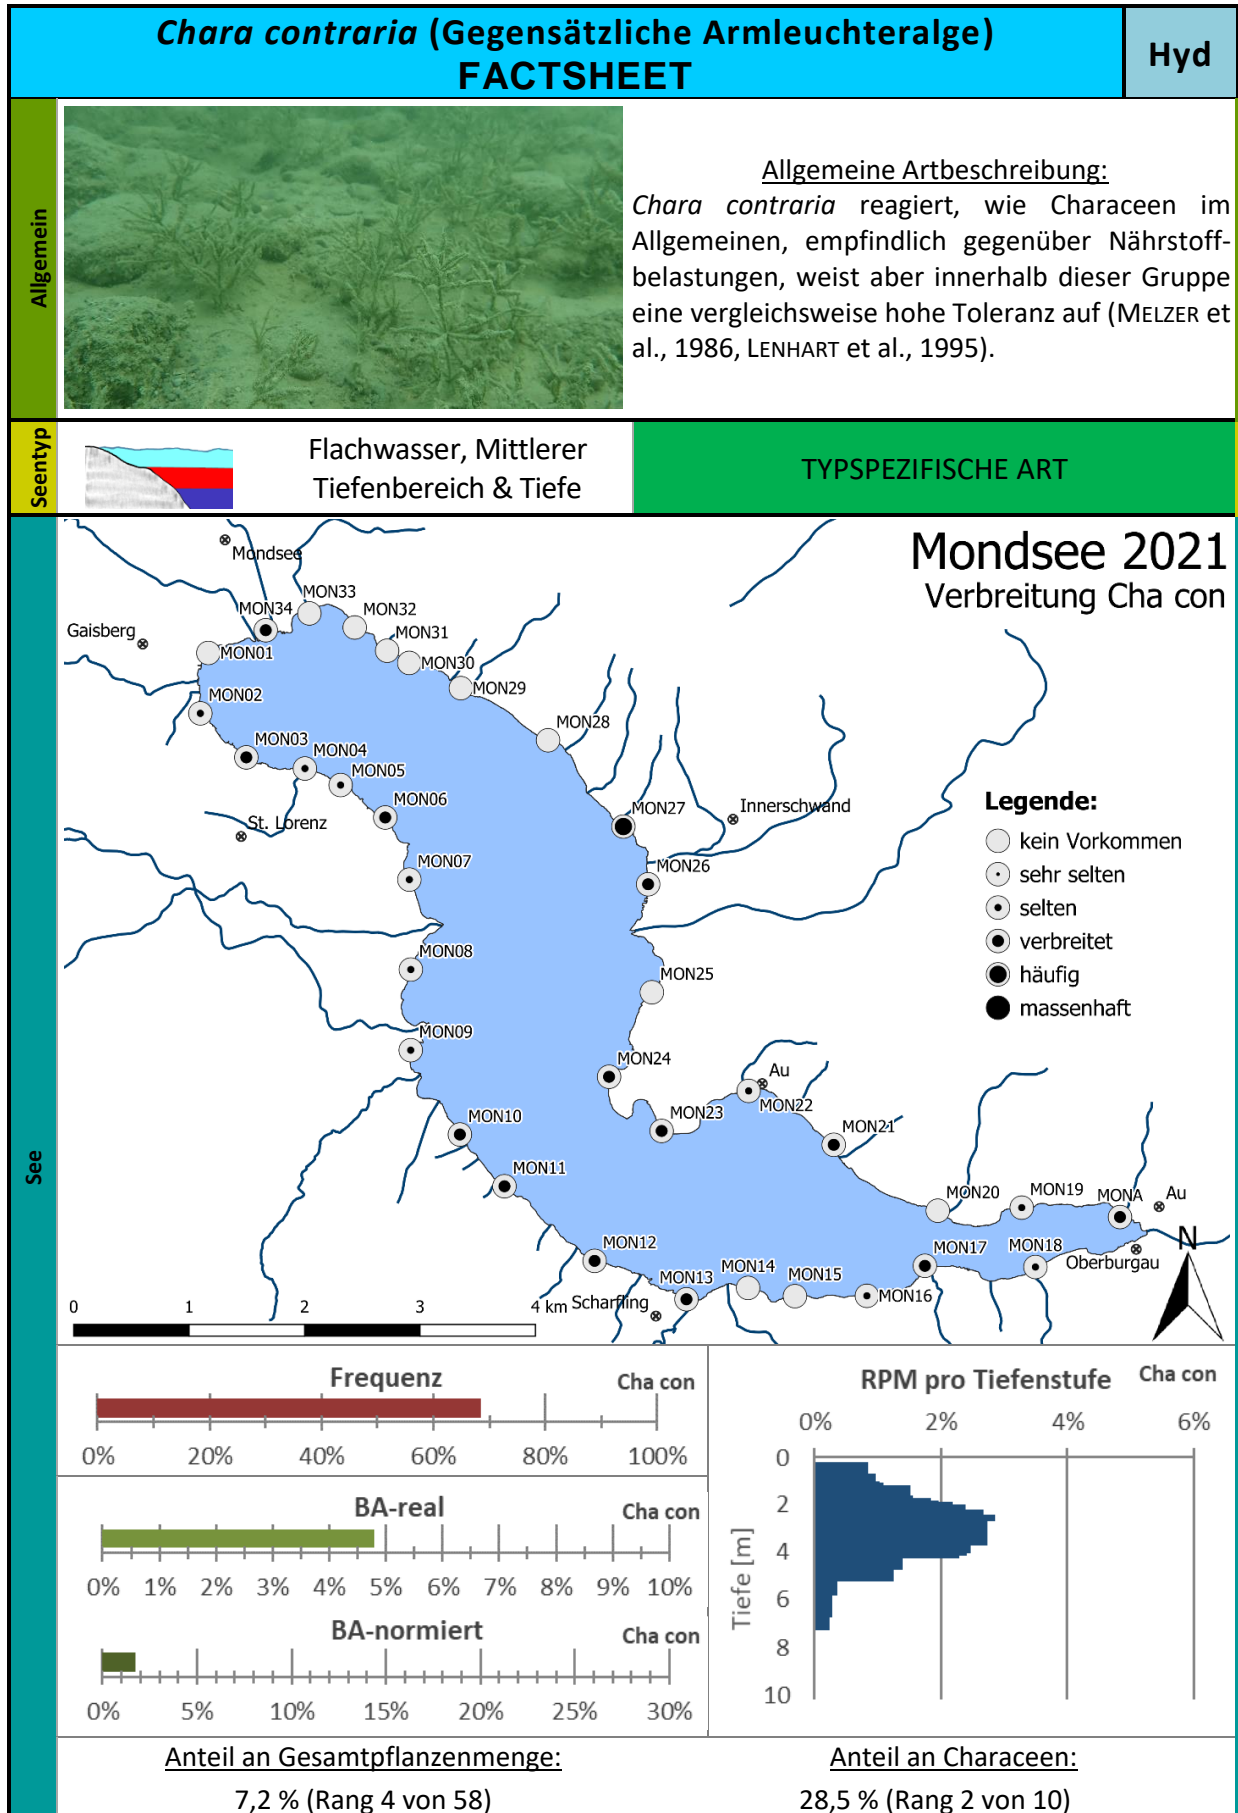 Chara contraria (Gegensätzliche Armleuchteralge)
FACTSHEET
Hyd
Allgemein
Allgemeine Artbeschreibung:
Chara contraria reagiert, wie Characeen im
Allgemeinen, empfindlich gegenüber Nährstoff-
belastungen, weist aber innerhalb dieser Gruppe
eine vergleichsweise hohe Toleranz auf (MELZER et
al., 1986, LENHART et al., 1995).
Seentyp
Flachwasser, Mittlerer
Tiefenbereich & Tiefe
TYPSPEZIFISCHE ART
See
Mondsee 2021
Verbreitung Cha con
Mondsee
MON33
MON34
MON32
Gaisberg
MON31
MON01
MON30
MON29
MON02
MON28
MON03
MON04
MON05
Legende:
MON06
MON27
Innerschwand
St. Lorenz
kein Vorkommen
MON07
MON26
sehr selten
selten
verbreitet
MON08
MON25
häufig
massenhaft
MON09
MON24
Au
MON22
MON10
MON23
MON21
MON11
MON20
MON19
MONA
Au
MON12
MON17
MON18
Oberburgau
N
MON13
MON14
MON15
MON16
Scharfling
0 1 2 3 4 km
Frequenz
Cha con
0% 20% 40% 60% 80% 100%
BA-real
Cha con
0% 1% 2% 3% 4% 5% 6% 7% 8% 9% 10%
BA-normiert
Cha con
0% 5% 10% 15% 20% 25% 30%
RPM pro Tiefenstufe
Cha con
0% 2% 4% 6%
Tiefe [m]
0
2
4
6
8
10
Anteil an Gesamtpflanzenmenge:
7,2 % (Rang 4 von 58)
Anteil an Characeen:
28,5 % (Rang 2 von 10)